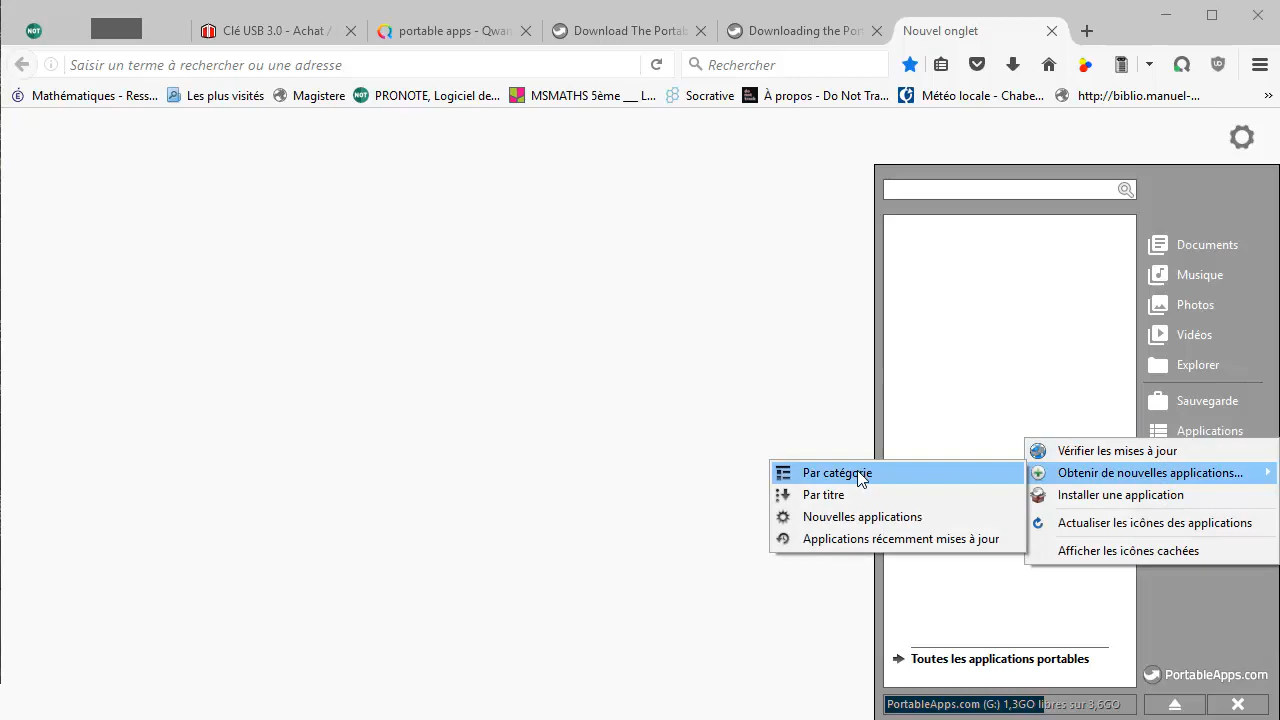 NOT
Clé USB 3.0 - Achat /
portable apps - Qwan
Download The Portab
Downloading the Port
Nouvel onglet
Saisir un terme à rechercher ou une adresse
Rechercher
Mathématiques - Ress...
Les plus visités
Magistere
NOT
PRONOTE, Logiciel de...
MSMATHS 5ème ___ L...
Socrative
À propos - Do Not Tra...
Météo locale - Chabe...
http://biblio.manuel-...
Documents
Musique
Photos
Vidéos
Explorer
Sauvegarde
Applications
Vérifier les mises à jour
Obtenir de nouvelles applications...
Installer une application
Actualiser les icônes des applications
Afficher les icônes cachées
Par catégorie
Par titre
Nouvelles applications
Applications récemment mises à jour
Toutes les applications portables
PortableApps.com
PortableApps.com (G:) 1,3GO libres sur 3,6GO